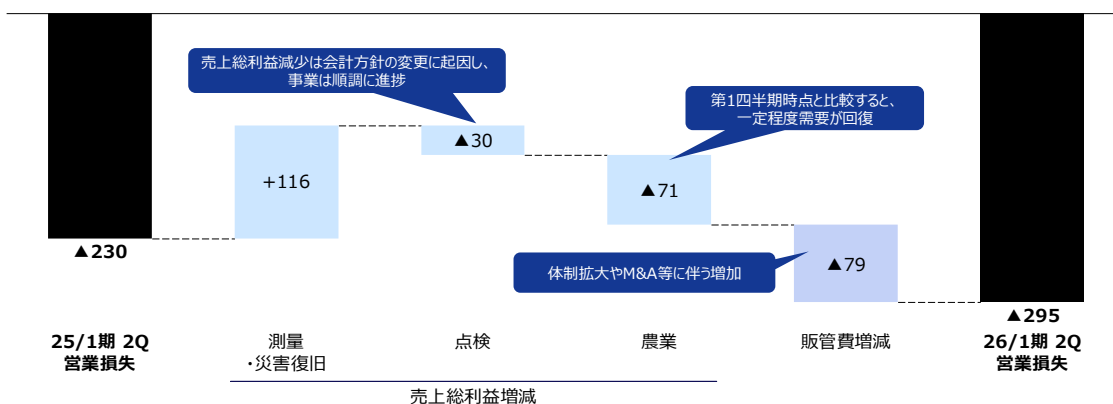 売上総利益減少は会計方針の変更に起因し、
事業は順調に進捗
第1四半期時点と比較すると、
一定程度需要が回復
+116
▲30
▲71
▲230
体制拡大やM&A等に伴う増加
▲79
▲295
25/1期 2Q
営業損失
測量
・災害復旧
点検
農業
販管費増減
26/1期 2Q
営業損失
売上総利益増減